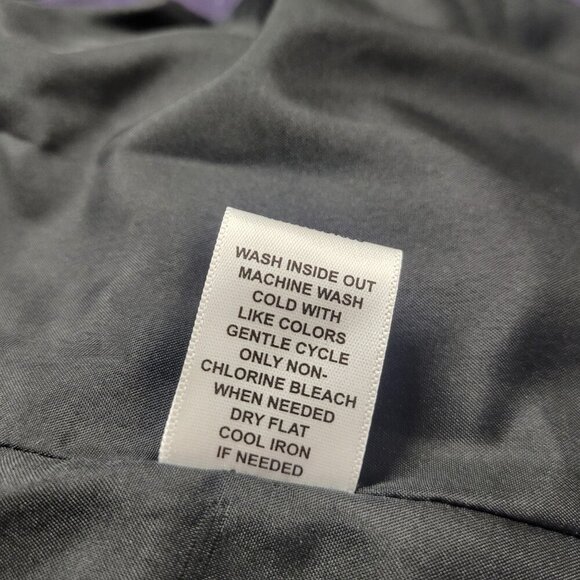 WASH INSIDE OUT
MACHINE WASH
COLD WITH
LIKE COLORS
GENTLE CYCLE
ONLY NON-
CHLORINE BLEACH
WHEN NEEDED
DRY FLAT
COOL IRON
IF NEEDED